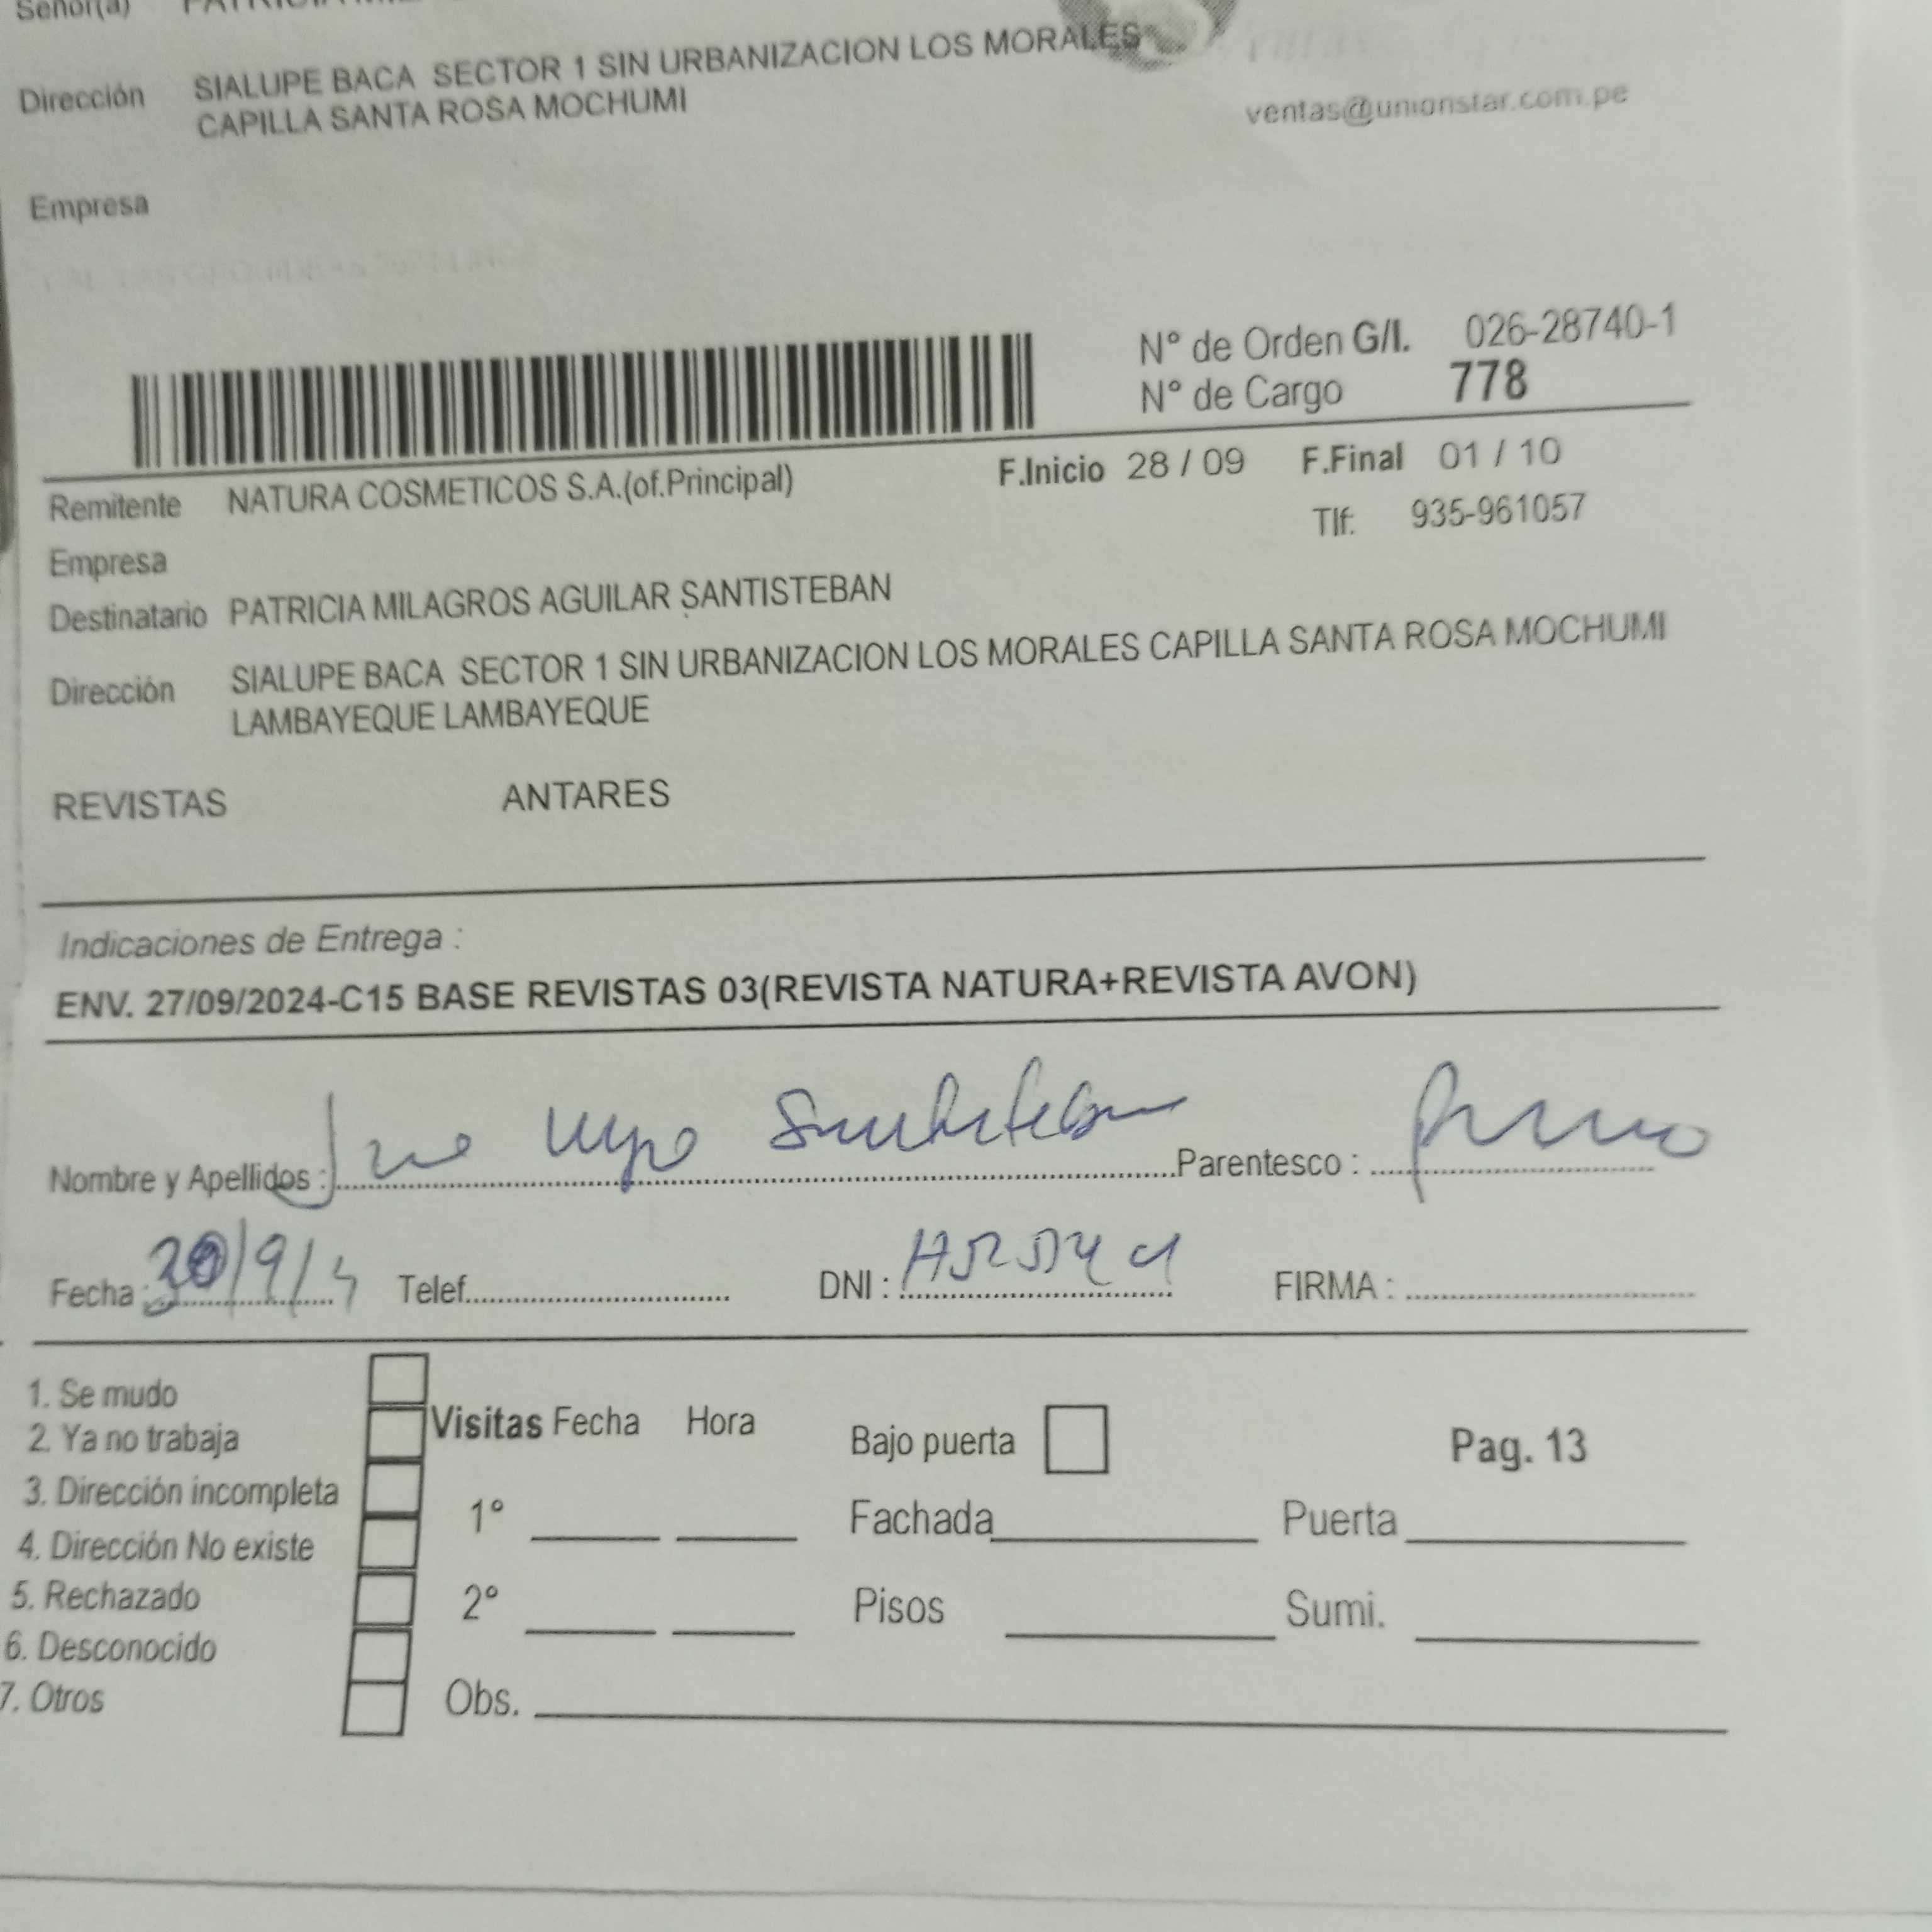 Señor(a)
Dirección SIALUPE BACA SECTOR 1 SIN URBANIZACION LOS MORALES
CAPILLA SANTA ROSA MOCHUMI
ventas@unionstar.com.pe
Empresa
N° de Orden G/I. 026-28740-1
N° de Cargo 778
Remitente NATURA COSMETICOS S.A.(of.Principal) F.Inicio 28 / 09 F.Final 01 / 10
Tlf: 935-961057
Empresa
Destinatario PATRICIA MILAGROS AGUILAR SANTISTEBAN
Dirección SIALUPE BACA SECTOR 1 SIN URBANIZACION LOS MORALES CAPILLA SANTA ROSA MOCHUMI
LAMBAYEQUE LAMBAYEQUE
REVISTAS ANTARES
Indicaciones de Entrega :
ENV. 27/09/2024-C15 BASE REVISTAS 03(REVISTA NATURA+REVISTA AVON)
Nombre y Apellidos : Santisteban Parentesco :
Fecha : 30/9/4 Telef. DNI : FIRMA :
1. Se mudo
2. Ya no trabaja
3. Dirección incompleta
4. Dirección No existe
5. Rechazado
6. Desconocido
7. Otros
Visitas Fecha Hora Bajo puerta Pag. 13
1° Fachada Puerta
2° Pisos Sumi.
Obs.